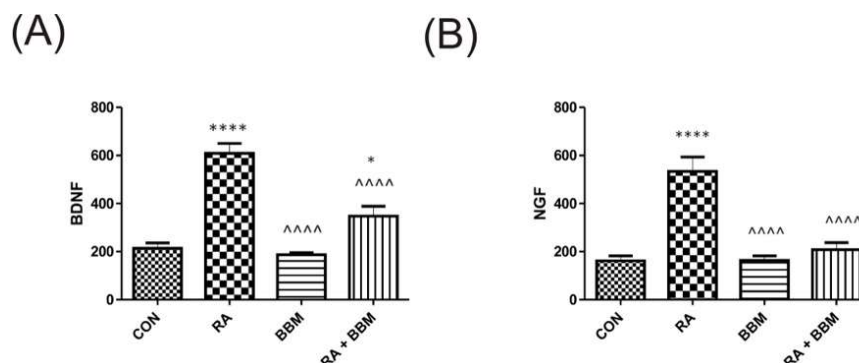 (A)
BDNF
800
600
400
200
0
****
^^^^
*
^^^^
CON
RA
BBM
RA + BBM
(B)
NGF
800
600
400
200
0
****
^^^^
^^^^
CON
RA
BBM
RA + BBM